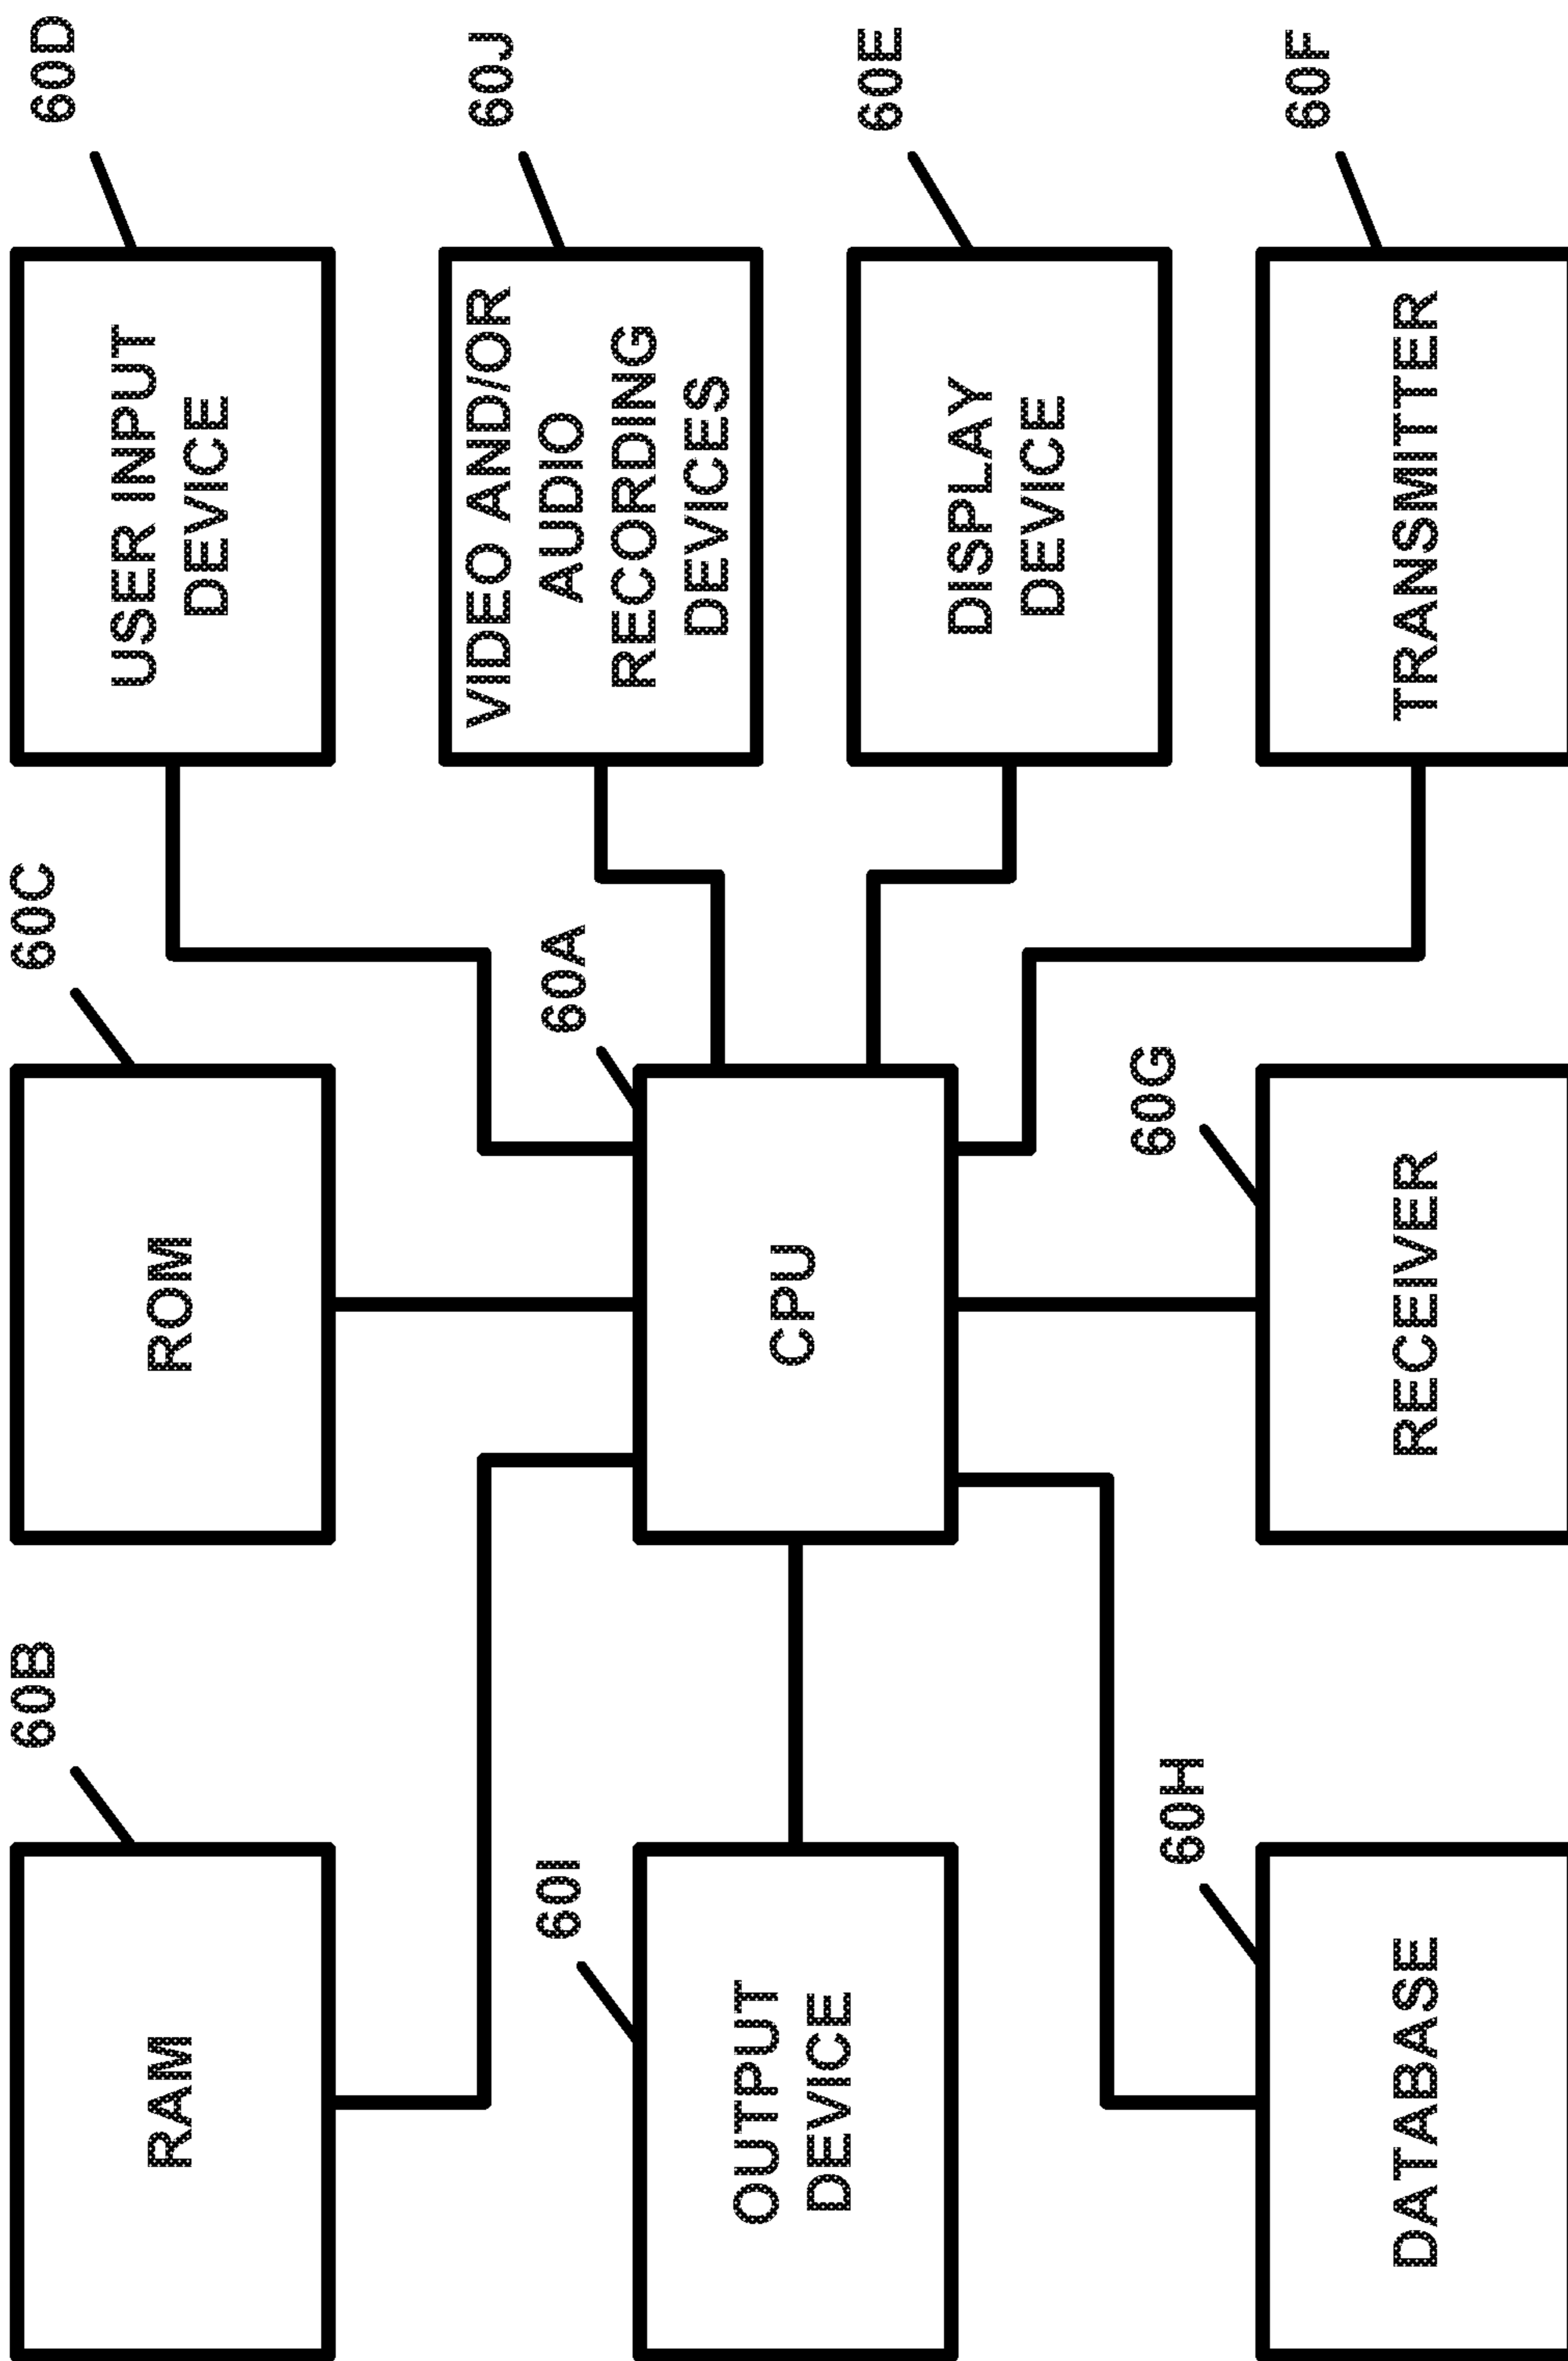 60B
60C
60D
RAM
ROM
USER INPUT
DEVICE
60J
VIDEO AND/OR
AUDIO
RECORDING
DEVICES
60I
60A
OUTPUT
DEVICE
CPU
60E
DISPLAY
DEVICE
60H
60G
60F
DATABASE
RECEIVER
TRANSMITTER